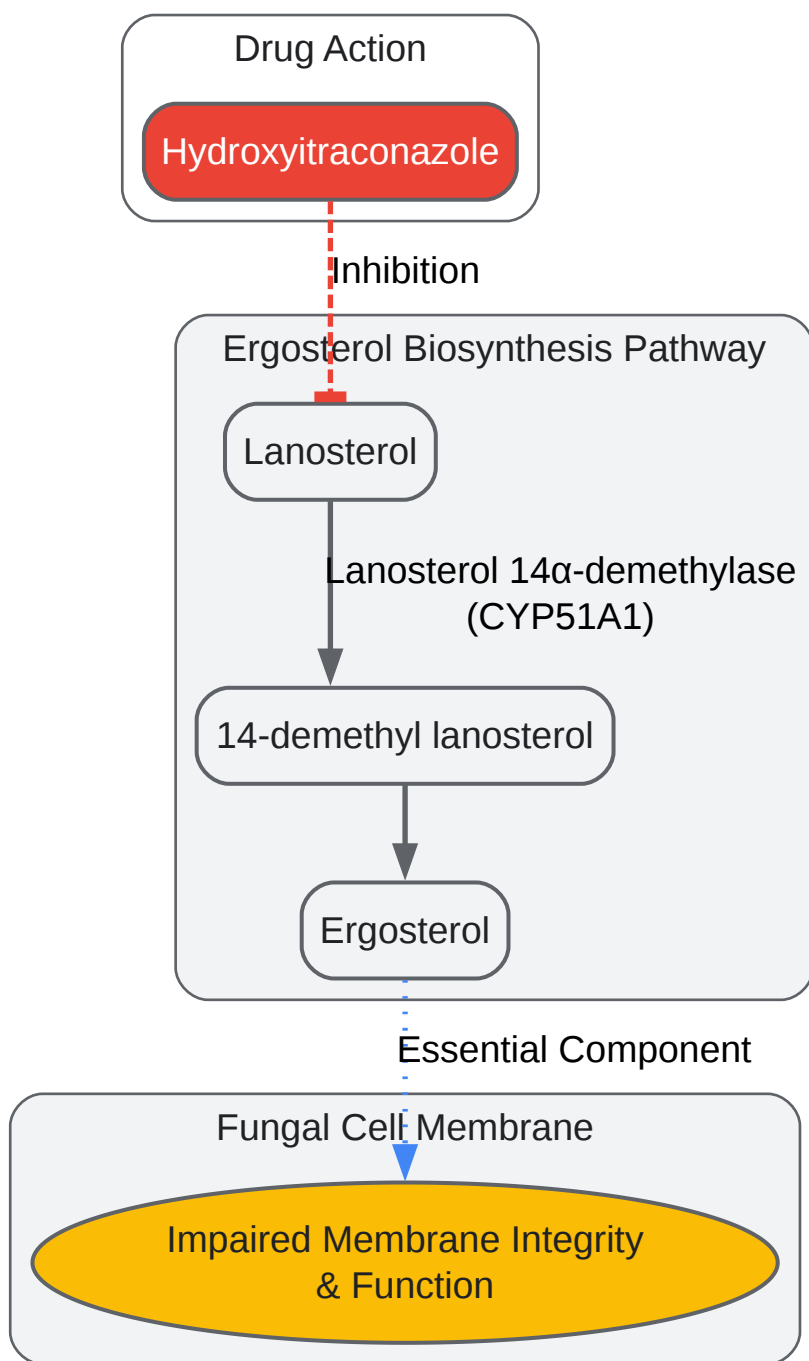 Drug Action
Hydroxyitraconazole
Inhibition
Ergosterol Biosynthesis Pathway
Lanosterol
Lanosterol 14α-demethylase
(CYP51A1)
14-demethyl lanosterol
Ergosterol
Essential Component
Fungal Cell Membrane
Impaired Membrane Integrity
& Function